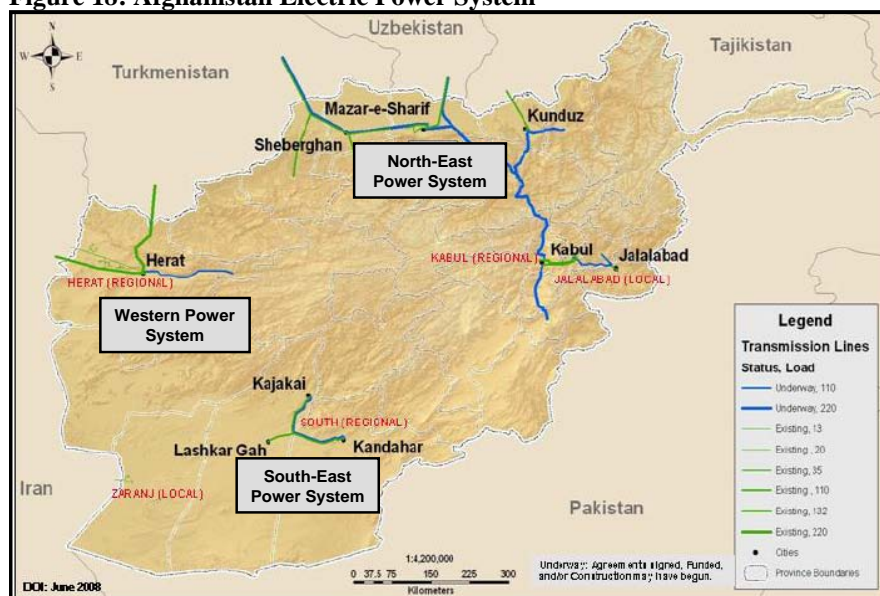 Figure 18: Afghanistan Electric Power System
N
W E
S
Uzbekistan
Tajikistan
Turkmenistan
Mazar-e-Sharif
Kunduz
Sheberghan
North-East
Power System
Herat
HERAT (REGIONAL)
KABUL (REGIONAL)
Kabul
Jalalabad
JALALABAD (LOCAL)
Western Power
System
Kajakai
SOUTH (REGIONAL)
Lashkar Gah
Kandahar
South-East
Power System
ZARANJ (LOCAL)
Iran
Pakistan
Legend
Transmission Lines
Status, Load
Underway, 110
Underway, 220
Existing, 13
Existing , 20
Existing, 35
Existing , 110
Existing, 132
Existing, 220
Cities
Province Boundaries
1:4,200,000
0 37.5 75 150 225 300
Kilometers
Underway: Agreements signed, Funded,
and/or Construction may have begun.
DOI: June 2008